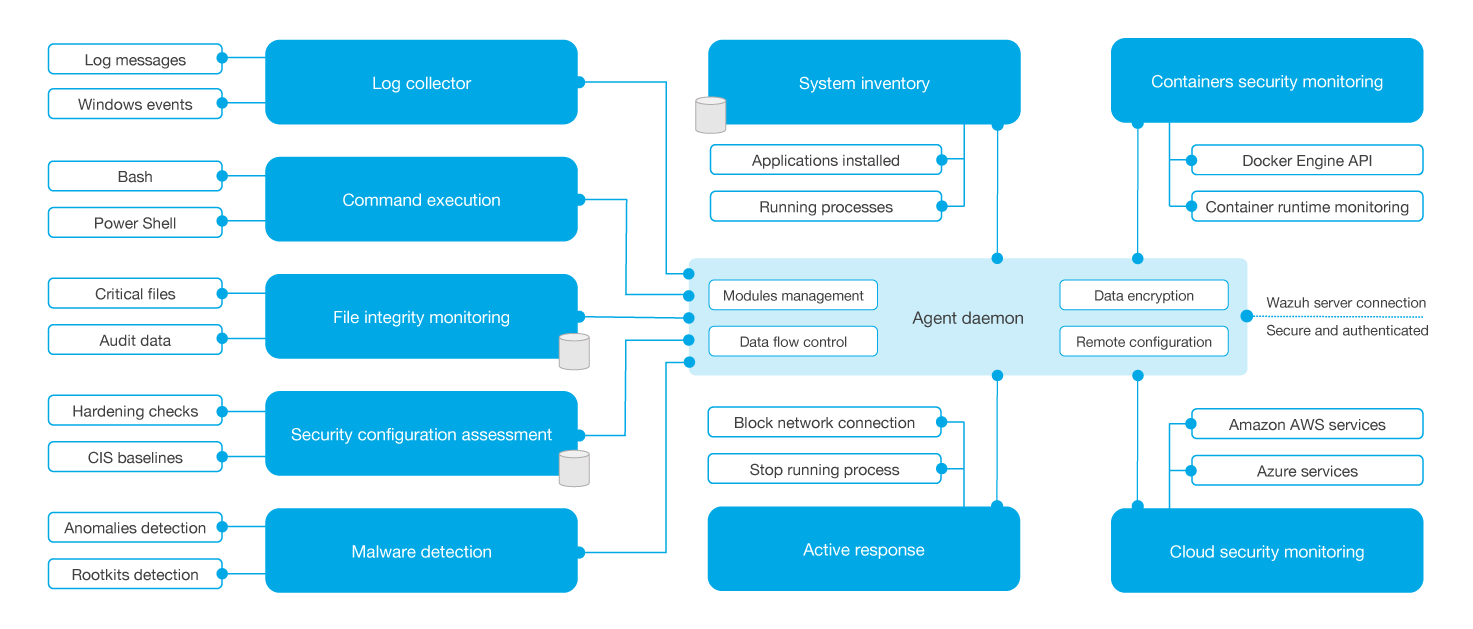 Log messages
Windows events
Log collector
Bash
Power Shell
Command execution
Critical files
Audit data
File integrity monitoring
Hardening checks
CIS baselines
Security configuration assessment
Anomalies detection
Rootkits detection
Malware detection
System inventory
Applications installed
Running processes
Containers security monitoring
Docker Engine API
Container runtime monitoring
Modules management
Data flow control
Agent daemon
Data encryption
Remote configuration
Wazuh server connection
Secure and authenticated
Block network connection
Stop running process
Active response
Amazon AWS services
Azure services
Cloud security monitoring